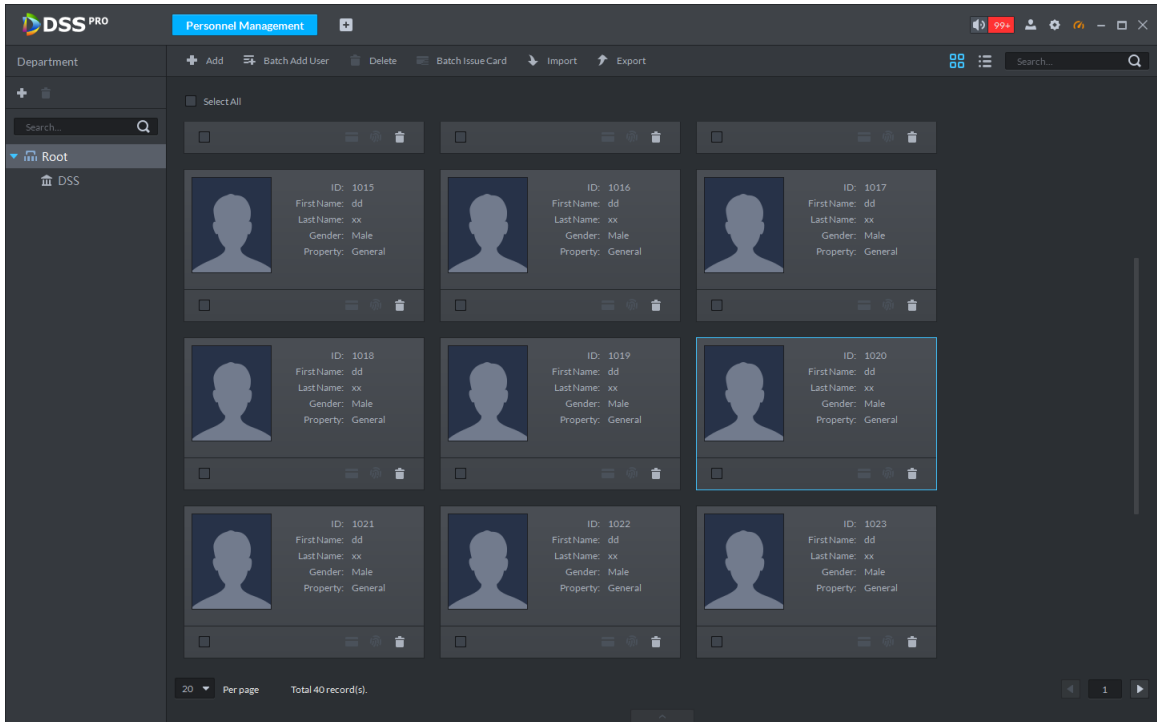 DSS PRO
Personnel Management
99+
Department
Add
Batch Add User
Delete
Batch Issue Card
Import
Export
Search...
Select All
Search...
Root
DSS
ID: 1015
First Name: dd
Last Name: xx
Gender: Male
Property: General
ID: 1016
First Name: dd
Last Name: xx
Gender: Male
Property: General
ID: 1017
First Name: dd
Last Name: xx
Gender: Male
Property: General
ID: 1018
First Name: dd
Last Name: xx
Gender: Male
Property: General
ID: 1019
First Name: dd
Last Name: xx
Gender: Male
Property: General
ID: 1020
First Name: dd
Last Name: xx
Gender: Male
Property: General
ID: 1021
First Name: dd
Last Name: xx
Gender: Male
Property: General
ID: 1022
First Name: dd
Last Name: xx
Gender: Male
Property: General
ID: 1023
First Name: dd
Last Name: xx
Gender: Male
Property: General
20 Per page Total 40 record(s).
1